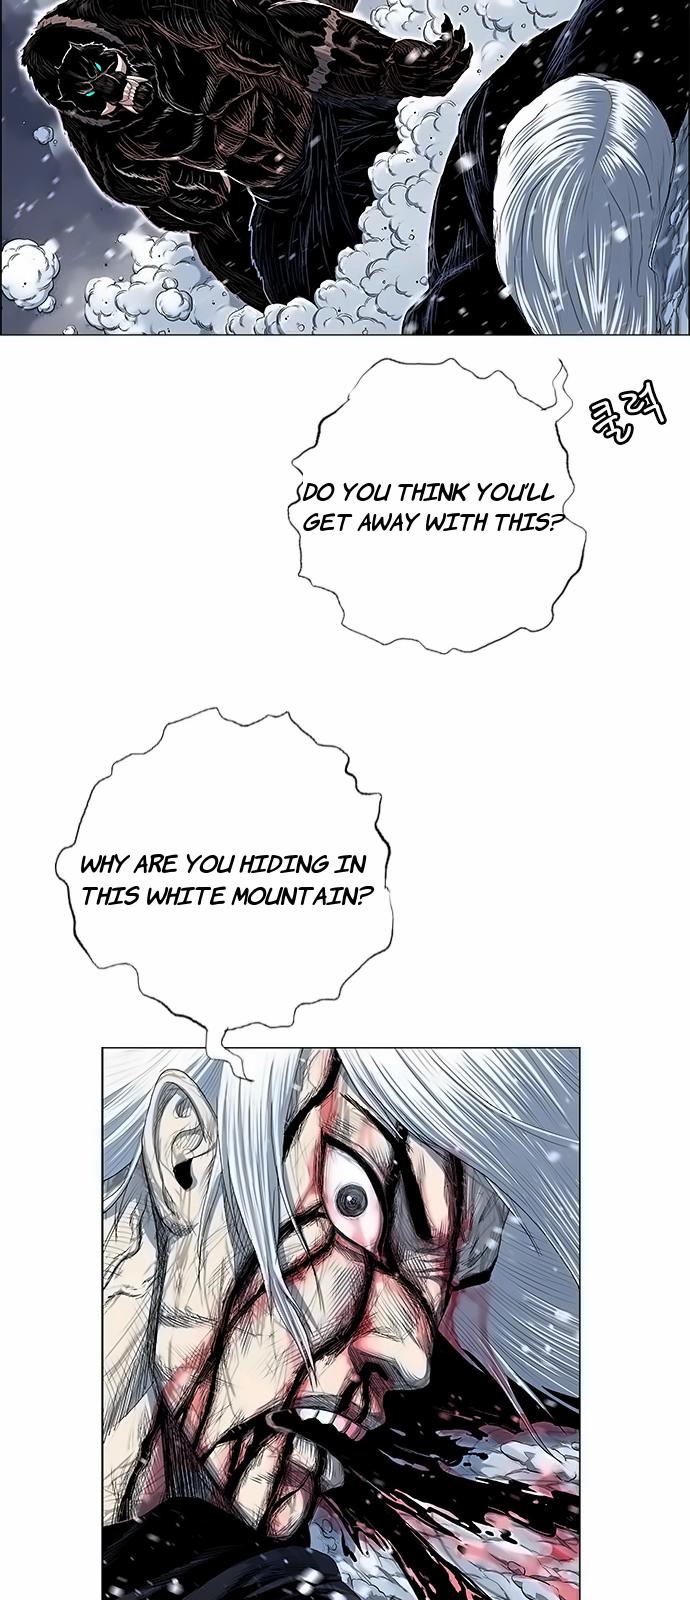 쿨럭
DO YOU THINK YOU'LL
GET AWAY WITH THIS?
WHY ARE YOU HIDING IN
THIS WHITE MOUNTAIN?